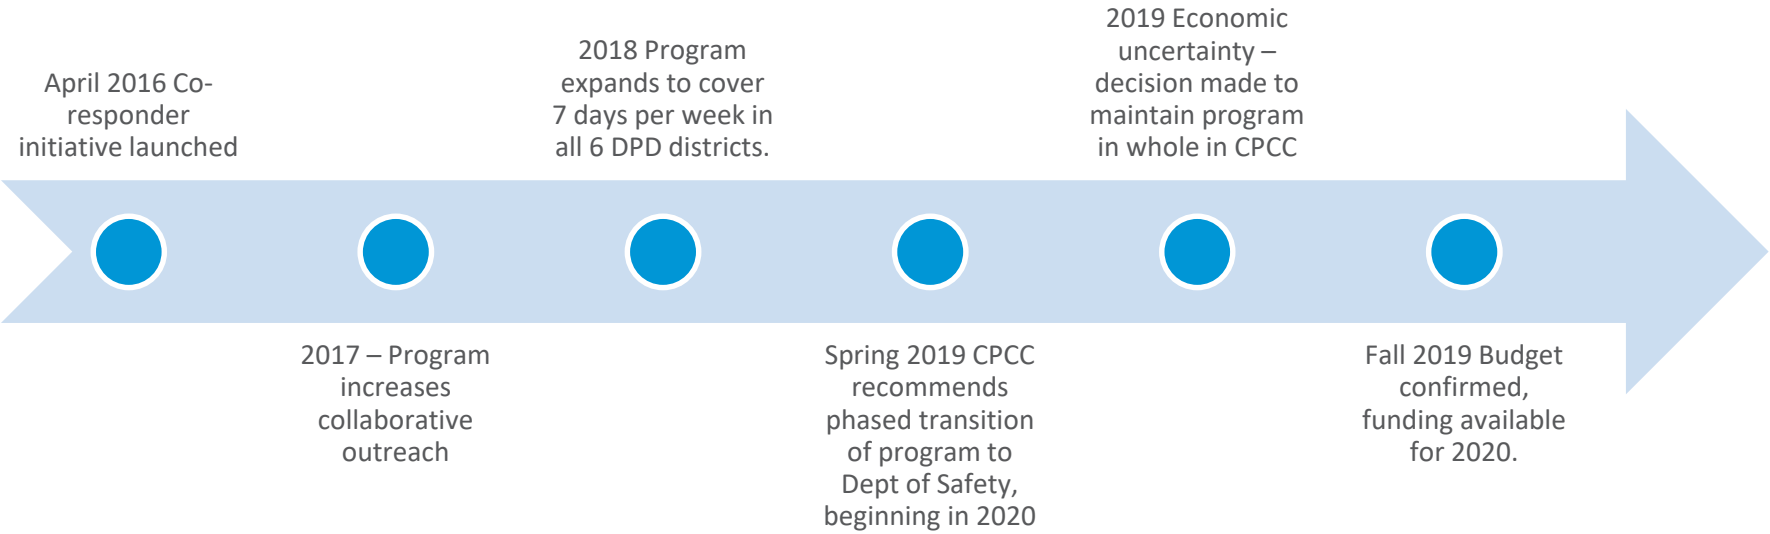 April 2016 Co-
responder
initiative launched
2017 – Program
increases
collaborative
outreach
2018 Program
expands to cover
7 days per week in
all 6 DPD districts.
Spring 2019 CPCC
recommends
phased transition
of program to
Dept of Safety,
beginning in 2020
2019 Economic
uncertainty –
decision made to
maintain program
in whole in CPCC
Fall 2019 Budget
confirmed,
funding available
for 2020.